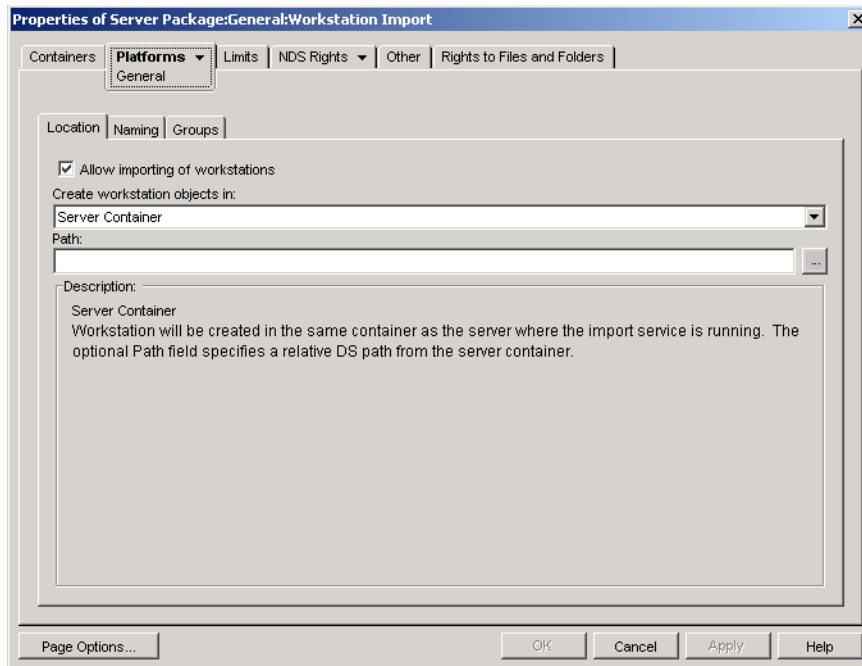 Properties of Server Package:General:Workstation Import
Containers Platforms Limits NDS Rights Other Rights to Files and Folders
General
Location Naming Groups
Allow importing of workstations
Create workstation objects in:
Server Container
Path:
...
Description:
Server Container
Workstation will be created in the same container as the server where the import service is running. The
optional Path field specifies a relative DS path from the server container.
Page Options... OK Cancel Apply Help